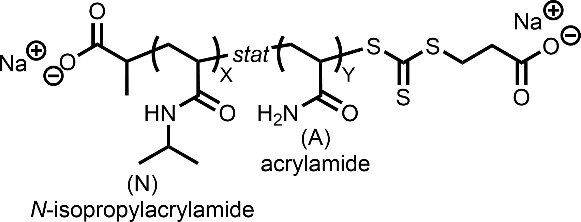 Na⊕ ⊖O O ( )X stat ( )Y S S S O⊖ Na⊕ O
HN O H2N O
(N) (A)
N-isopropylacrylamide acrylamide